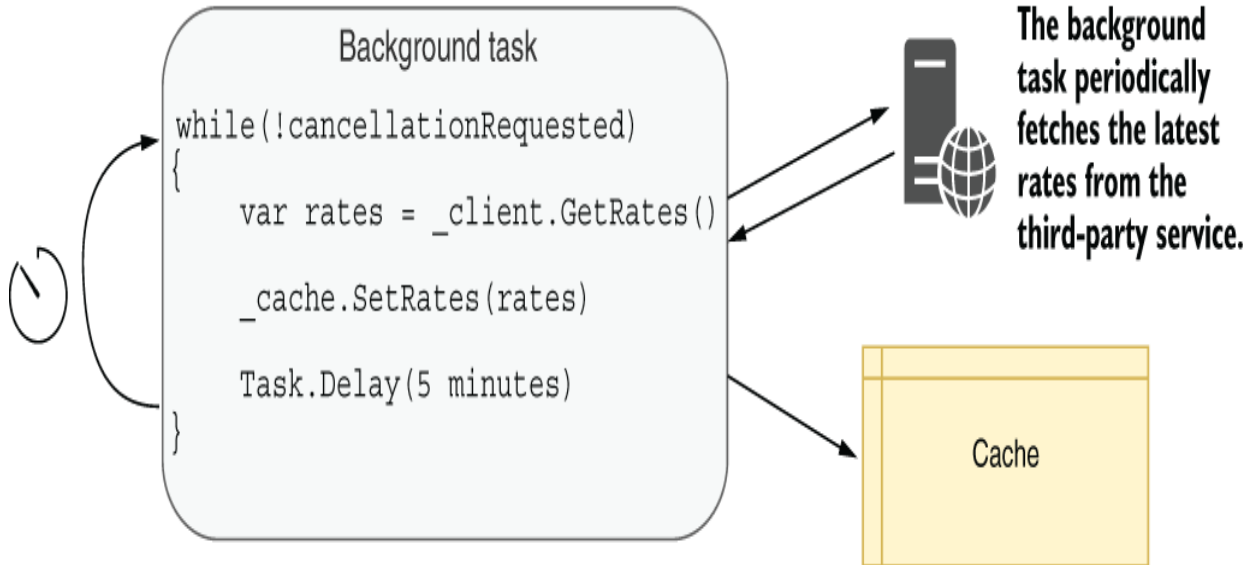 Background task
while(!cancellationRequested)
{
var rates = _client.GetRates()
_cache.SetRates(rates)
Task.Delay(5 minutes)
}
The background
task periodically
fetches the latest
rates from the
third-party service.
Cache